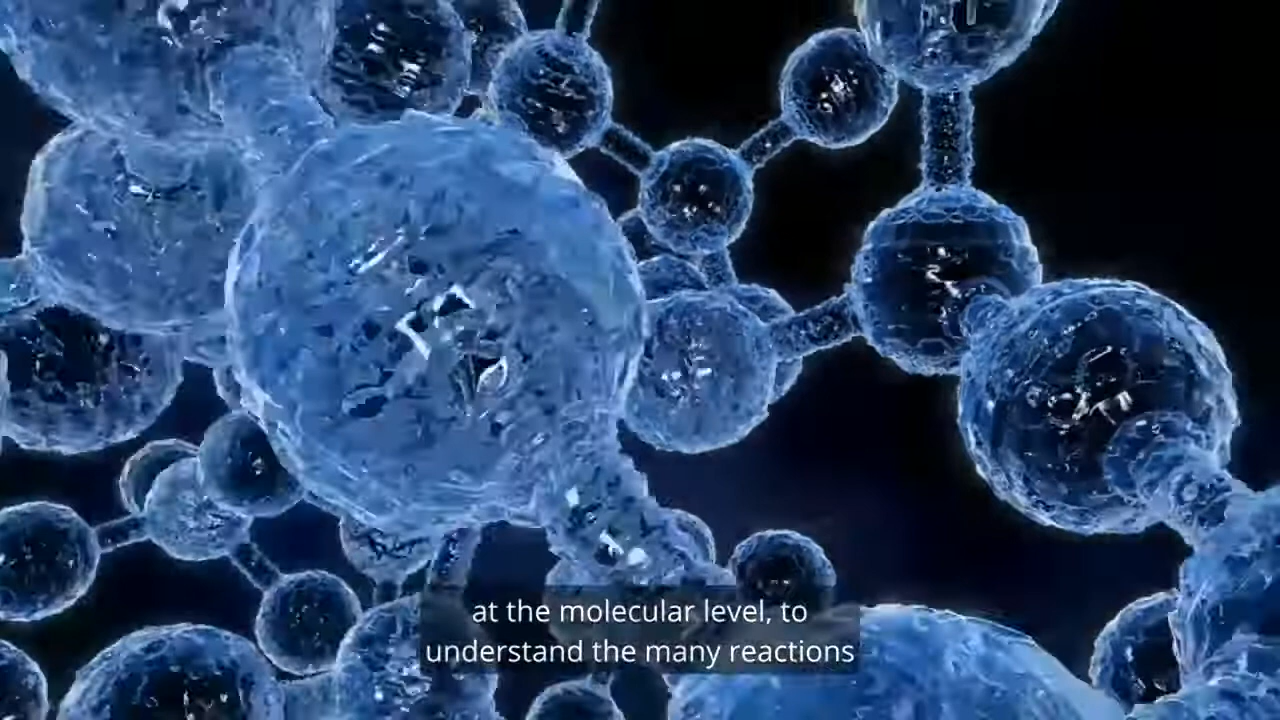 at the molecular level, to
understand the many reactions